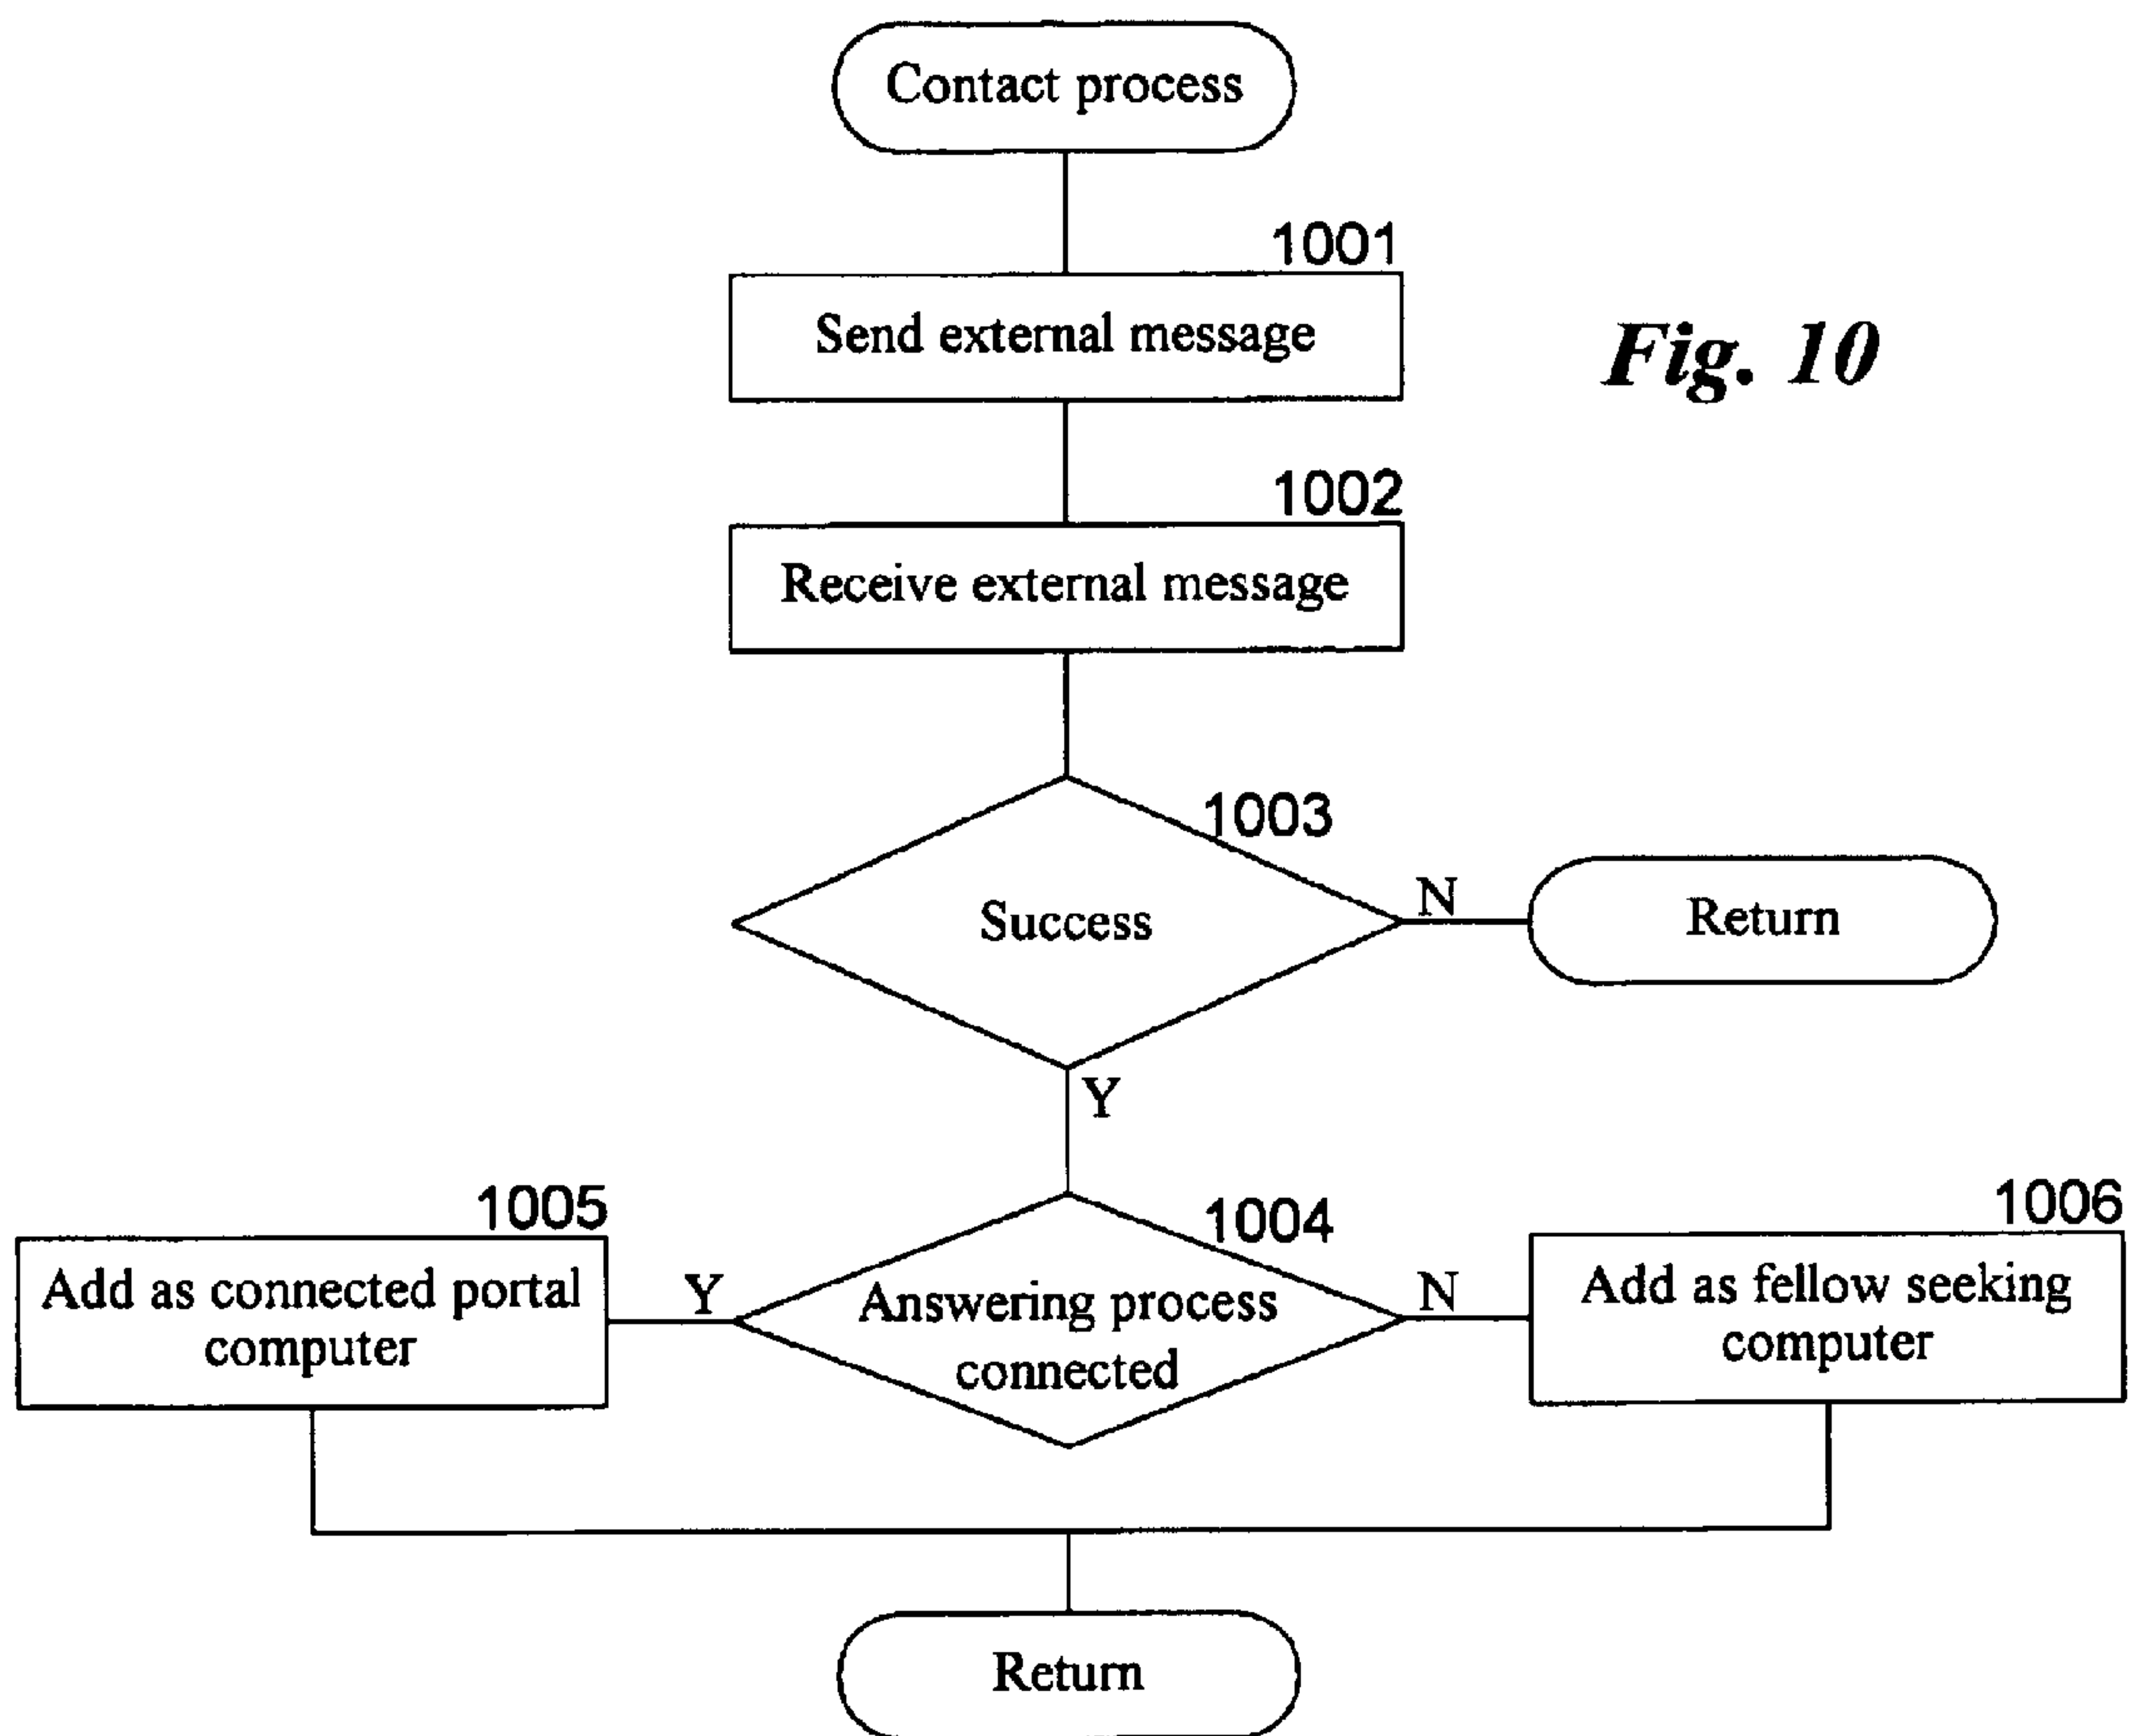 Contact process
1001
Send external message
Fig. 10
1002
Receive external message
1003
Success
N
Return
Y
1005
Add as connected portal
computer
Y
1004
Answering process
connected
N
1006
Add as fellow seeking
computer
Return